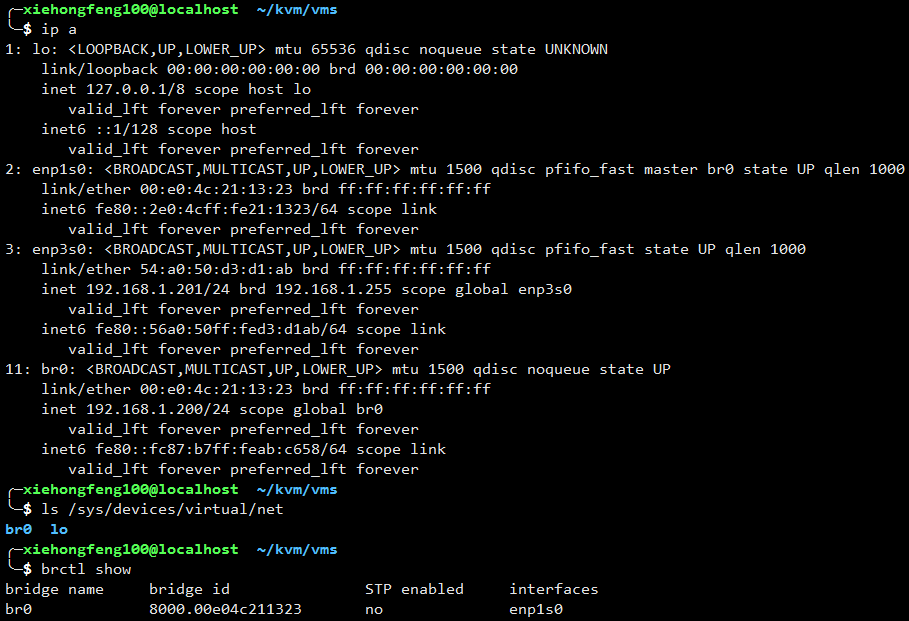 ╭─xiehongfeng100@localhost  ~/kvm/vms
╰─$ ip a
1: lo: <LOOPBACK,UP,LOWER_UP> mtu 65536 qdisc noqueue state UNKNOWN
    link/loopback 00:00:00:00:00:00 brd 00:00:00:00:00:00
    inet 127.0.0.1/8 scope host lo
       valid_lft forever preferred_lft forever
    inet6 ::1/128 scope host
       valid_lft forever preferred_lft forever
2: enp1s0: <BROADCAST,MULTICAST,UP,LOWER_UP> mtu 1500 qdisc pfifo_fast master br0 state UP qlen 1000
    link/ether 00:e0:4c:21:13:23 brd ff:ff:ff:ff:ff:ff
    inet6 fe80::2e0:4cff:fe21:1323/64 scope link
       valid_lft forever preferred_lft forever
3: enp3s0: <BROADCAST,MULTICAST,UP,LOWER_UP> mtu 1500 qdisc pfifo_fast state UP qlen 1000
    link/ether 54:a0:50:d3:d1:ab brd ff:ff:ff:ff:ff:ff
    inet 192.168.1.201/24 brd 192.168.1.255 scope global enp3s0
       valid_lft forever preferred_lft forever
    inet6 fe80::56a0:50ff:fed3:d1ab/64 scope link
       valid_lft forever preferred_lft forever
11: br0: <BROADCAST,MULTICAST,UP,LOWER_UP> mtu 1500 qdisc noqueue state UP
    link/ether 00:e0:4c:21:13:23 brd ff:ff:ff:ff:ff:ff
    inet 192.168.1.200/24 scope global br0
       valid_lft forever preferred_lft forever
    inet6 fe80::fc87:b7ff:feab:c658/64 scope link
       valid_lft forever preferred_lft forever
╭─xiehongfeng100@localhost  ~/kvm/vms
╰─$ ls /sys/devices/virtual/net
br0  lo
╭─xiehongfeng100@localhost  ~/kvm/vms
╰─$ brctl show
bridge name     bridge id               STP enabled     interfaces
br0             8000.00e04c211323       no              enp1s0